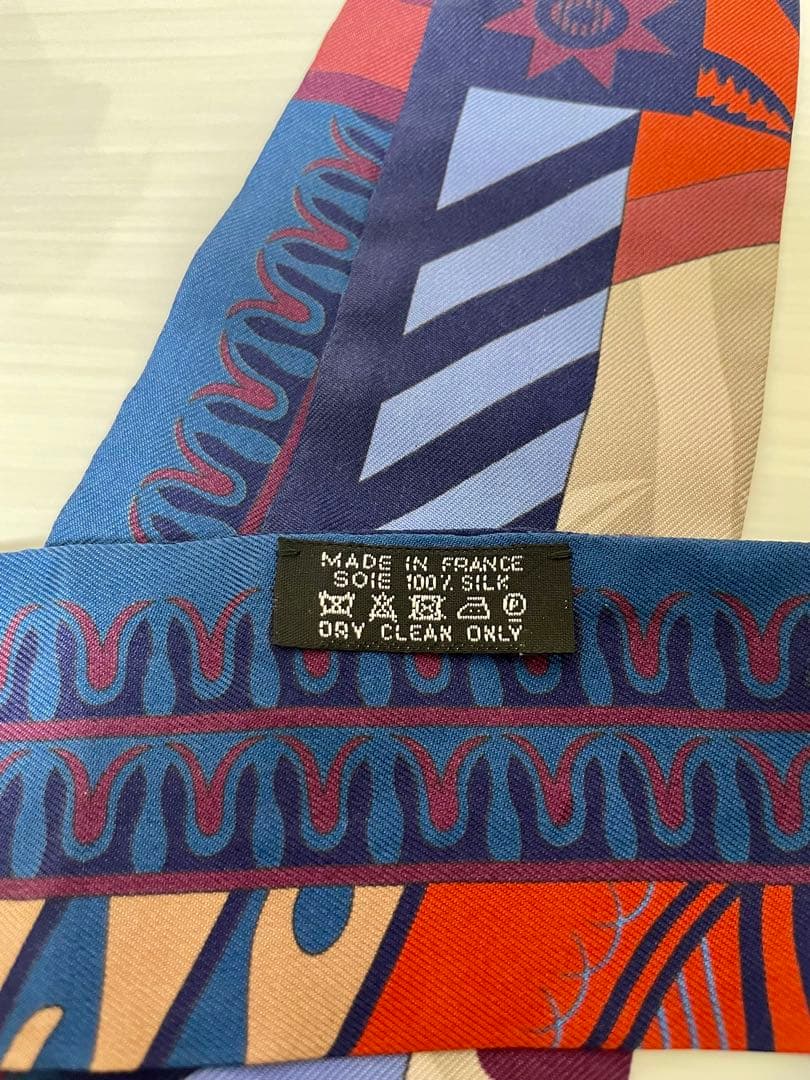 MADE IN FRANCE
SOIE 100% SILK
P
DRY CLEAN ONLY